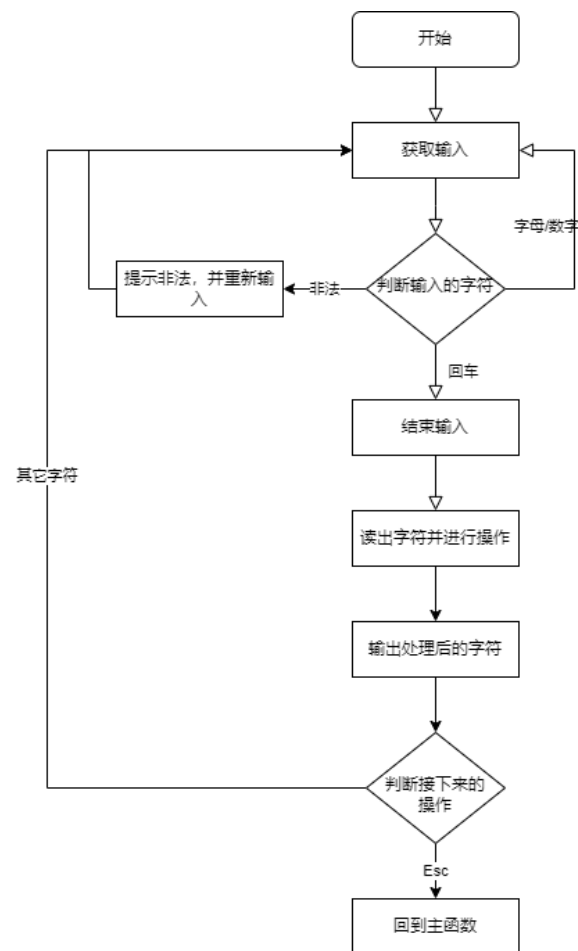 开始
获取输入
字母/数字
判断输入的字符
非法
提示非法，并重新输
入
回车
结束输入
其它字符
读出字符并进行操作
输出处理后的字符
判断接下来的
操作
Esc
回到主函数